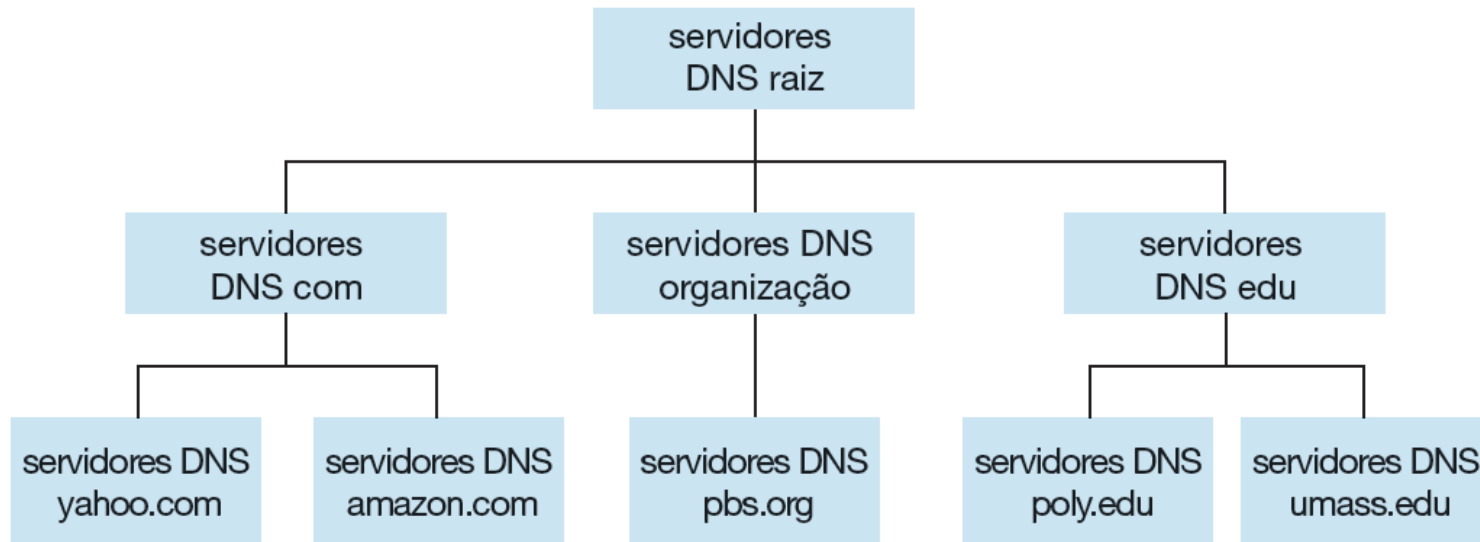 servidores
DNS raiz
servidores
DNS com
servidores DNS
organização
servidores
DNS edu
servidores DNS
yahoo.com
servidores DNS
amazon.com
servidores DNS
pbs.org
servidores DNS
poly.edu
servidores DNS
umass.edu